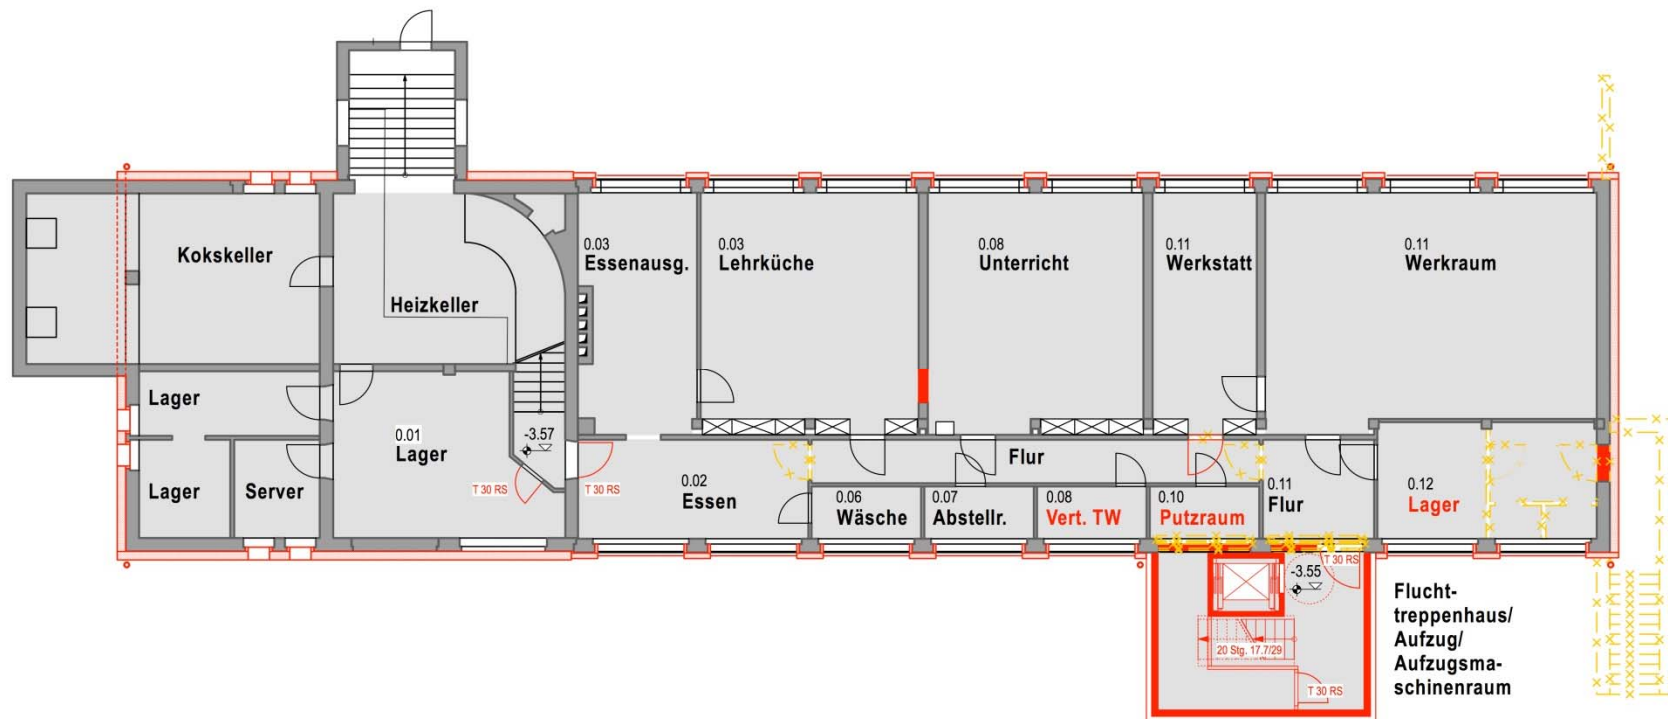 0.03
Essenausg.
0.03
Lehrküche
0.08
Unterricht
0.11
Werkstatt
0.11
Werkraum
Kokskeller
Heizkeller
Lager
0.01
Lager
-3.57
Lager
Server
T 30 RS
T 30 RS
0.02
Essen
Flur
0.06
Wäsche
0.07
Abstellr.
0.08
Vert. TW
0.10
Putzraum
0.11
Flur
0.12
Lager
T 30 RS
-3.55
20 Stg. 17.7/29
T 30 RS
Flucht-
treppenhaus/
Aufzug/
Aufzugsma-
schinenraum